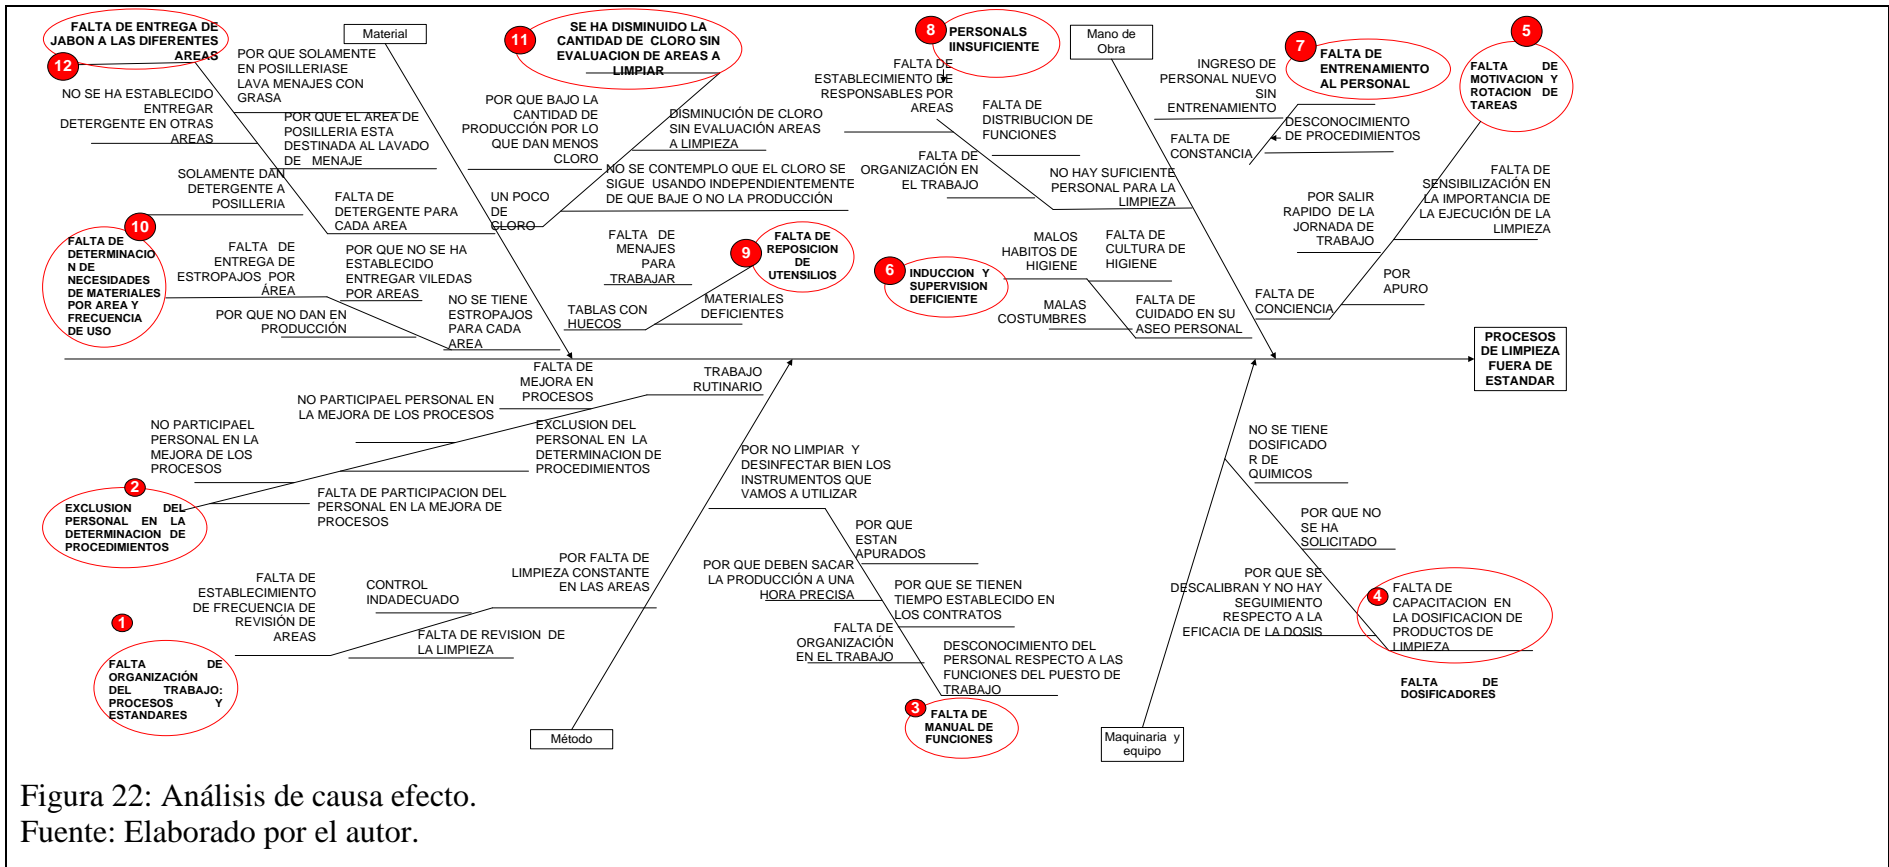 FALTA DE ENTREGA DE
JABON A LAS DIFERENTES
AREAS
12
POR QUE SOLAMENTE
EN POSILLERIASE
LAVA MENAJES CON
GRASA
Material
NO SE HA ESTABLECIDO
ENTREGAR
DETERGENTE EN OTRAS
AREAS
POR QUE EL AREA DE
POSILLERIA ESTA
DESTINADA AL LAVADO
DE MENAJE
SOLAMENTE DAN
DETERGENTE A
POSILLERIA
FALTA DE
DETERGENTE PARA
CADA AREA
11
SE HA DISMINUIDO LA
CANTIDAD DE CLORO SIN
EVALUACION DE AREAS A
LIMPIAR
POR QUE BAJO LA
CANTIDAD DE
PRODUCCIÓN POR LO
QUE DAN MENOS
CLORO
DISMINUCIÓN DE CLORO
SIN EVALUACIÓN AREAS
A LIMPIEZA
NO SE CONTEMPLO QUE EL CLORO SE
SIGUE USANDO INDEPENDIENTEMENTE
DE QUE BAJE O NO LA PRODUCCIÓN
UN POCO
DE
CLORO
10
FALTA DE
DETERMINACIO
N DE
NECESIDADES
DE MATERIALES
POR AREA Y
FRECUENCIA
DE USO
FALTA DE
ENTREGA DE
ESTROPAJOS POR
ÁREA
POR QUE NO SE HA
ESTABLECIDO
ENTREGAR VILEDAS
POR AREAS
POR QUE NO DAN EN
PRODUCCIÓN
NO SE TIENE
ESTROPAJOS
PARA CADA
AREA
FALTA DE
MENAJES
PARA
TRABAJAR
9
FALTA DE
REPOSICION
DE
UTENSILIOS
TABLAS CON
HUECOS
MATERIALES
DEFICIENTES
8
PERSONALS
IINSUFICIENTE
Mano de
Obra
FALTA DE
ESTABLECIMIENTO DE
RESPONSABLES POR
AREAS
FALTA DE
DISTRIBUCION DE
FUNCIONES
FALTA DE
ORGANIZACIÓN EN
EL TRABAJO
NO HAY SUFICIENTE
PERSONAL PARA LA
LIMPIEZA
7
FALTA DE
ENTRENAMIENTO
AL PERSONAL
INGRESO DE
PERSONAL NUEVO
SIN
ENTRENAMIENTO
DESCONOCIMIENTO
DE PROCEDIMIENTOS
FALTA DE
CONSTANCIA
5
FALTA DE
MOTIVACION Y
ROTACION DE
TAREAS
FALTA DE
SENSIBILIZACIÓN EN
LA IMPORTANCIA DE
LA EJECUCIÓN DE LA
LIMPIEZA
POR SALIR
RAPIDO DE LA
JORNADA DE
TRABAJO
POR
APURO
FALTA DE
CONCIENCIA
6
INDUCCION Y
SUPERVISION
DEFICIENTE
MALOS
HABITOS DE
HIGIENE
FALTA DE
CULTURA DE
HIGIENE
MALAS
COSTUMBRES
FALTA DE
CUIDADO EN SU
ASEO PERSONAL
PROCESOS
DE LIMPIEZA
FUERA DE
ESTANDAR
FALTA DE
MEJORA EN
PROCESOS
TRABAJO
RUTINARIO
NO PARTICIPAEL PERSONAL EN
LA MEJORA DE LOS PROCESOS
NO PARTICIPAEL
PERSONAL EN LA
MEJORA DE LOS
PROCESOS
EXCLUSION DEL
PERSONAL EN LA
DETERMINACION DE
PROCEDIMIENTOS
2
EXCLUSION DEL
PERSONAL EN LA
DETERMINACION DE
PROCEDIMIENTOS
FALTA DE PARTICIPACION DEL
PERSONAL EN LA MEJORA DE
PROCESOS
POR NO LIMPIAR Y
DESINFECTAR BIEN LOS
INSTRUMENTOS QUE
VAMOS A UTILIZAR
POR QUE
ESTAN
APURADOS
POR QUE DEBEN SACAR
LA PRODUCCIÓN A UNA
HORA PRECISA
POR QUE SE TIENEN
TIEMPO ESTABLECIDO EN
LOS CONTRATOS
FALTA DE
ORGANIZACIÓN
EN EL TRABAJO
DESCONOCIMIENTO DEL
PERSONAL RESPECTO A LAS
FUNCIONES DEL PUESTO DE
TRABAJO
3
FALTA DE
MANUAL DE
FUNCIONES
POR FALTA DE
LIMPIEZA CONSTANTE
EN LAS AREAS
FALTA DE
ESTABLECIMIENTO
DE FRECUENCIA DE
REVISIÓN DE
AREAS
CONTROL
INDADECUADO
FALTA DE REVISION DE
LA LIMPIEZA
1
FALTA DE
ORGANIZACIÓN
DEL TRABAJO:
PROCESOS Y
ESTANDARES
Método
NO SE TIENE
DOSIFICADO
R DE
QUIMICOS
POR QUE NO
SE HA
SOLICITADO
POR QUE SE
DESCALIBRAN Y NO HAY
SEGUIMIENTO
RESPECTO A LA
EFICACIA DE LA DOSIS
4
FALTA DE
CAPACITACION EN
LA DOSIFICACION DE
PRODUCTOS DE
LIMPIEZA
FALTA DE
DOSIFICADORES
Maquinaria y
equipo
Figura 22: Análisis de causa efecto.
Fuente: Elaborado por el autor.